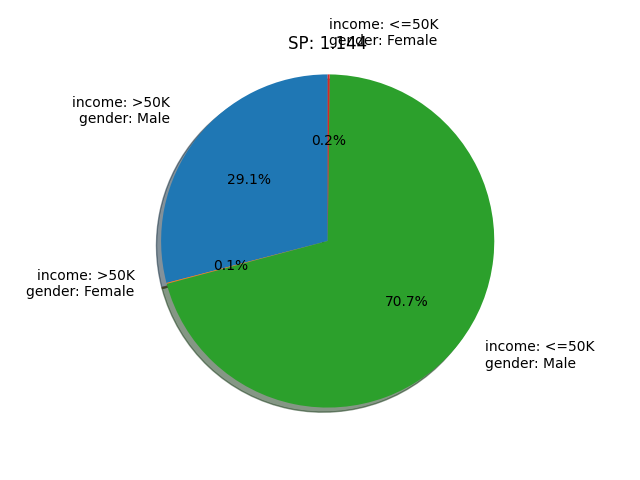 income: <=50K
gender: Female
SP: 1.144
income: >50K
gender: Male
0.2%
29.1%
0.1%
income: >50K
gender: Female
70.7%
income: <=50K
gender: Male